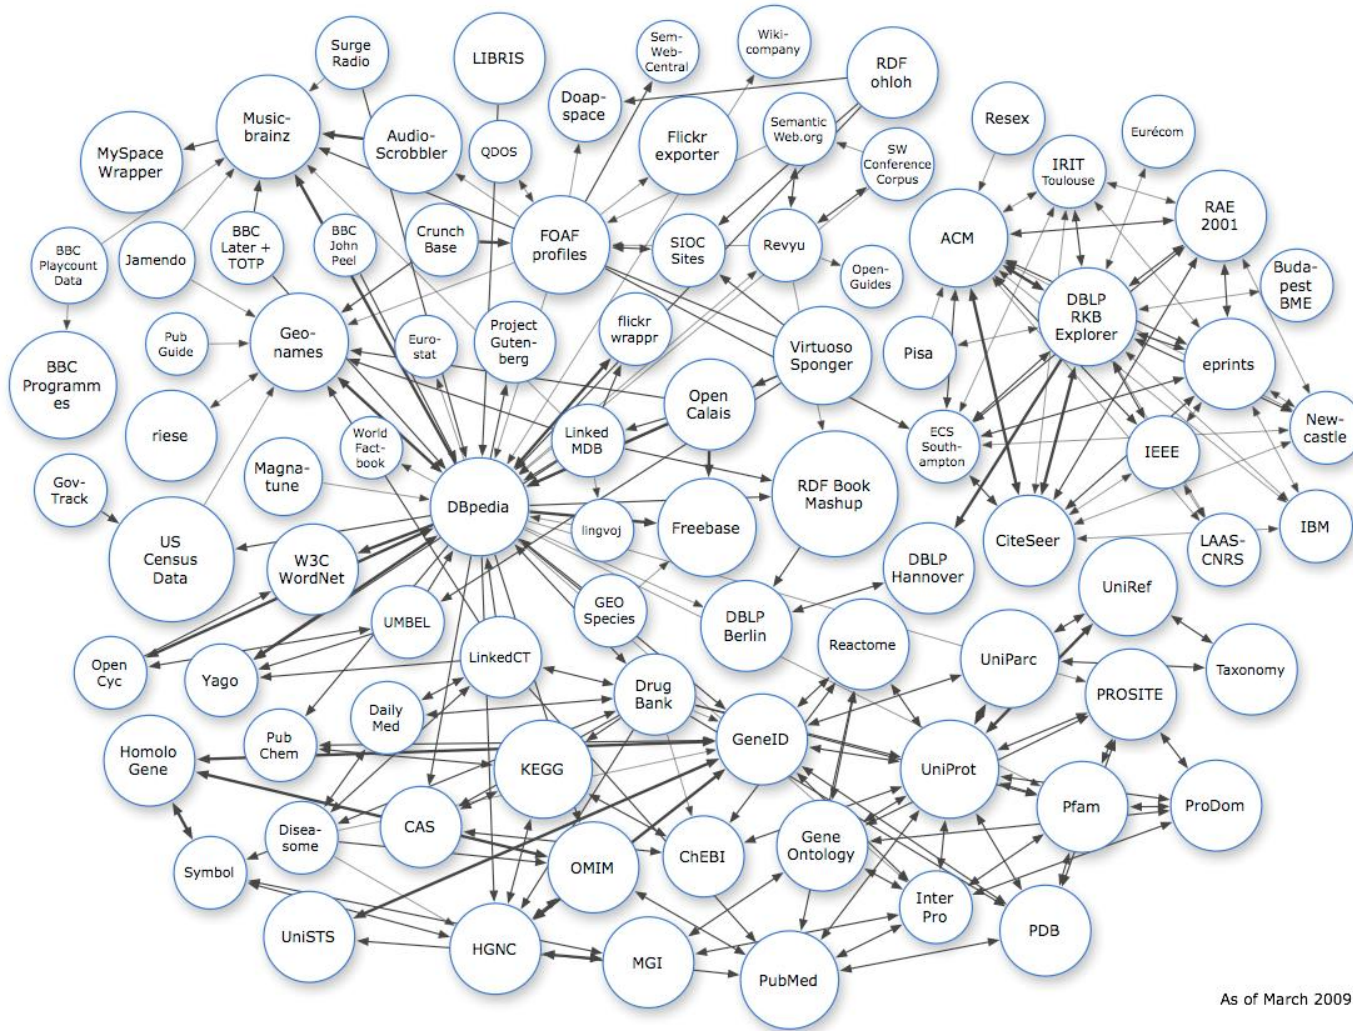 Surge
Radio
LIBRIS
Sem-
Web-
Central
Wiki-
company
RDF
ohloh
Music-
brainz
Doap-
space
Audio-
Scrobbler
QDOS
Flickr
exporter
Semantic
Web.org
SW
Conference
Corpus
Resex
Eurécom
IRIT
Toulouse
MySpace
Wrapper
BBC
Playcount
Data
Jamendo
BBC
Later +
TOTP
BBC
John
Peel
Crunch
Base
FOAF
profiles
SIOC
Sites
Revyu
Open-
Guides
ACM
RAE
2001
Buda-
pest
BME
DBLP
RKB
Explorer
Pub
Guide
Geo-
names
Euro-
stat
Project
Guten-
berg
flickr
wrappr
Virtuoso
Sponger
Pisa
eprints
BBC
Programm
es
riese
World
Fact-
book
Linked
MDB
Open
Calais
ECS
South-
ampton
IEEE
New-
castle
Gov-
Track
Magna-
tune
DBpedia
RDF Book
Mashup
US
Census
Data
W3C
WordNet
lingvoj
Freebase
CiteSeer
LAAS-
CNRS
IBM
DBLP
Hannover
UMBEL
GEO
Species
DBLP
Berlin
UniRef
Open
Cyc
Yago
LinkedCT
Reactome
UniParc
Taxonomy
Daily
Med
Drug
Bank
PROSITE
Homolo
Gene
Pub
Chem
KEGG
GeneID
UniProt
Pfam
ProDom
Disea-
some
CAS
OMIM
ChEBI
Gene
Ontology
Symbol
Inter
Pro
UniSTS
HGNC
MGI
PubMed
PDB
As of March 2009